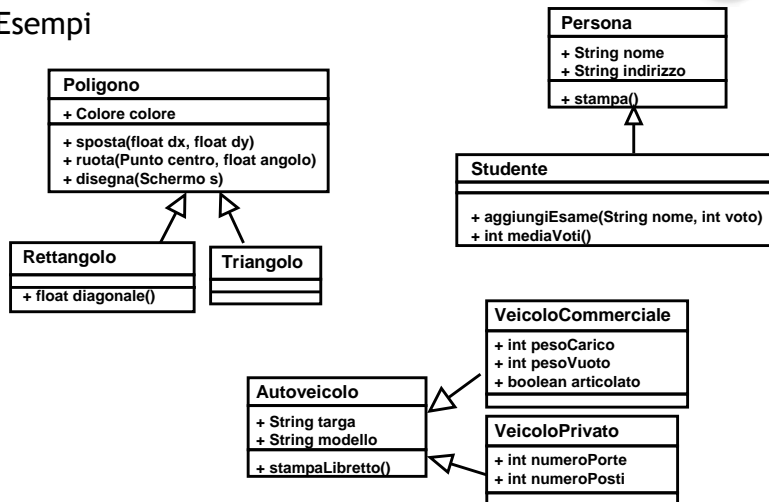 Esempi
Poligono
+ Colore colore
+ sposta(float dx, float dy)
+ ruota(Punto centro, float angolo)
+ disegna(Schermo s)
Rettangolo
+ float diagonale()
Triangolo
Persona
+ String nome
+ String indirizzo
+ stampa()
Studente
+ aggiungiEsame(String nome, int voto)
+ int mediaVoti()
Autoveicolo
+ String targa
+ String modello
+ stampaLibretto()
VeicoloCommerciale
+ int pesoCarico
+ int pesoVuoto
+ boolean articolato
VeicoloPrivato
+ int numeroPorte
+ int numeroPosti